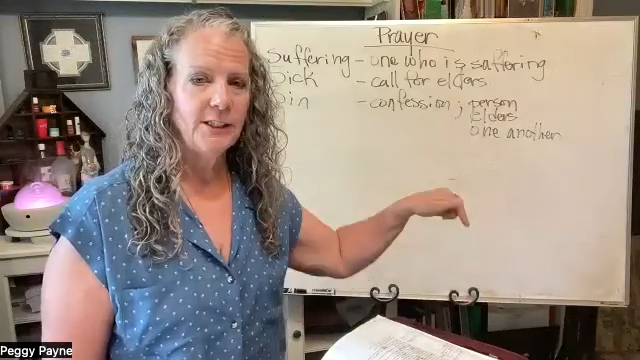 Prayer
Suffering - one who is suffering
Sick - call for elders
Sin - confession ; person
elders
one another
Peggy Payne